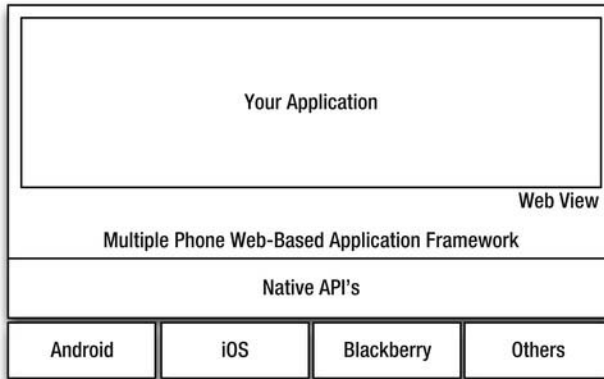 Your Application
Web View
Multiple Phone Web-Based Application Framework
Native API's
Android
iOS
Blackberry
Others